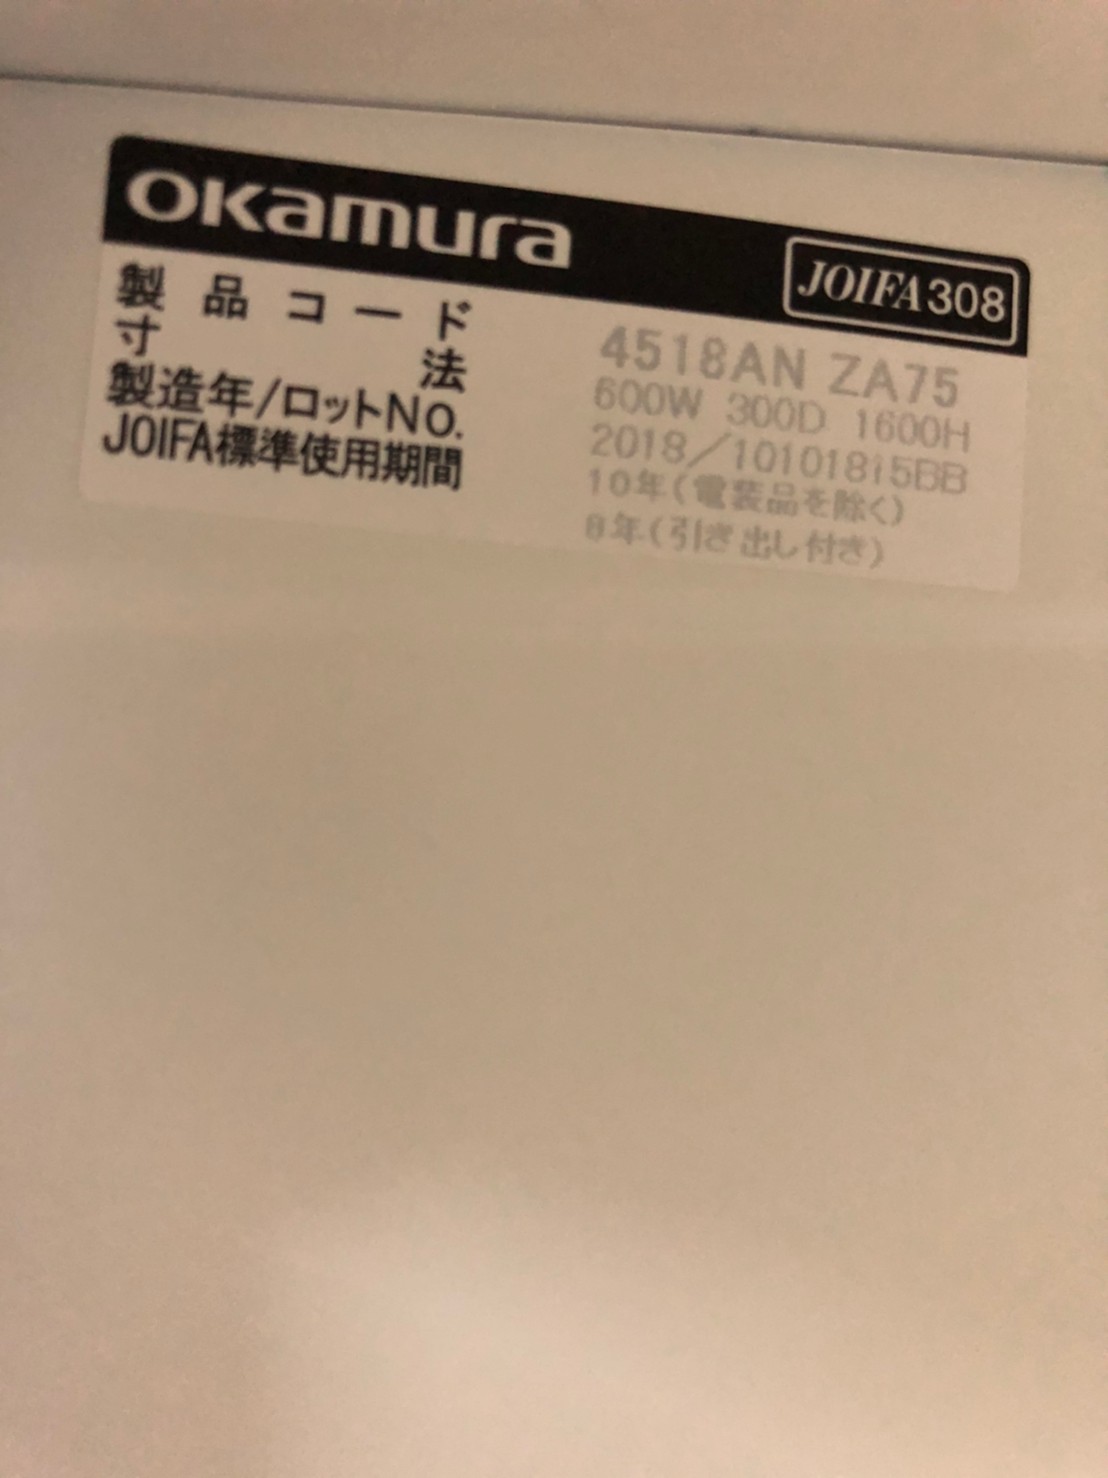 okamura
JOIFA308
製品コード 4518AN ZA75
寸法 600W 300D 1600H
製造年/ロットNo. 2018/101018i5BB
JOIFA標準使用期間 10年(電装品を除く)
8年(引き出し付き)